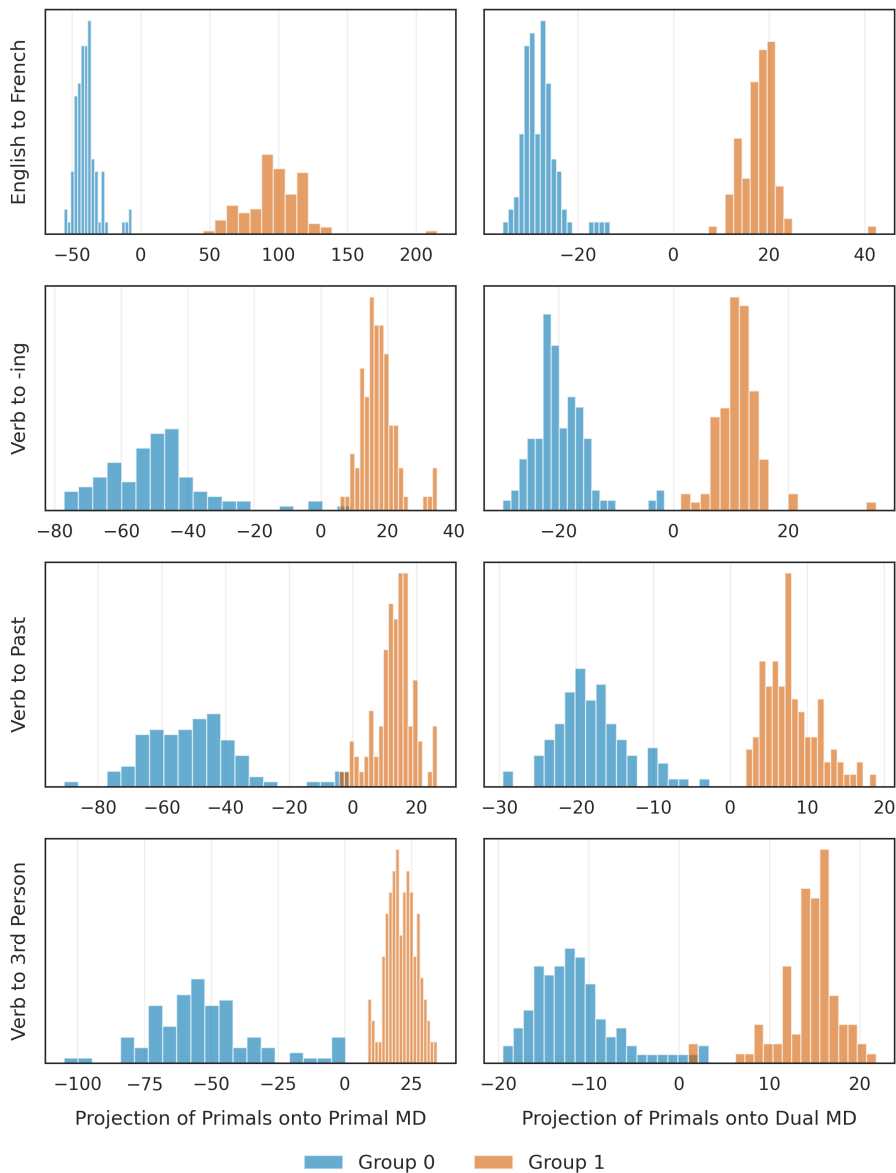 English to French
−50 0 50 100 150 200
−20 0 20 40
Verb to -ing
−80 −60 −40 −20 0 20 40
−20 0 20
Verb to Past
−80 −60 −40 −20 0 20
−30 −20 −10 0 10 20
Verb to 3rd Person
−100 −75 −50 −25 0 25
−20 −10 0 10 20
Projection of Primals onto Primal MD
Projection of Primals onto Dual MD
Group 0 Group 1